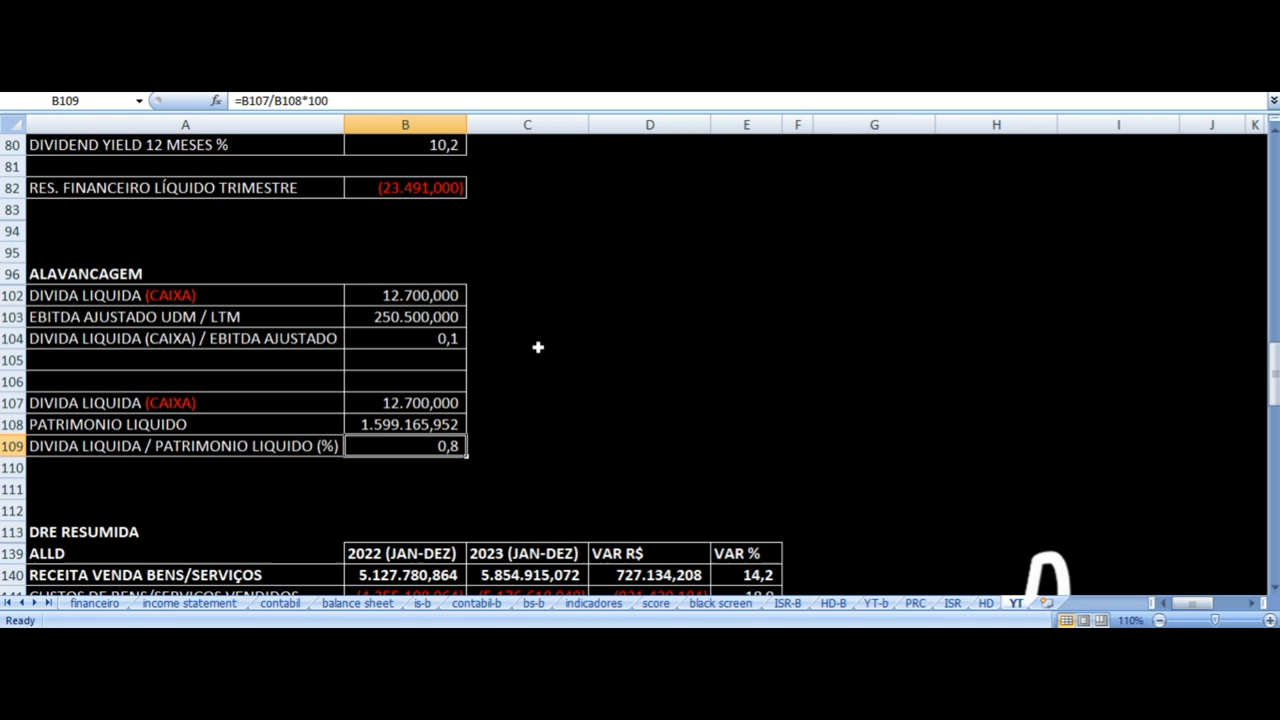 B109 =B107/B108*100
A B C D E F G H I J K
80 DIVIDEND YIELD 12 MESES % 10,2
81
82 RES. FINANCEIRO LÍQUIDO TRIMESTRE (23.491,000)
83
94
95
96 ALAVANCAGEM
102 DIVIDA LIQUIDA (CAIXA) 12.700,000
103 EBITDA AJUSTADO UDM / LTM 250.500,000
104 DIVIDA LIQUIDA (CAIXA) / EBITDA AJUSTADO 0,1
105
106
107 DIVIDA LIQUIDA (CAIXA) 12.700,000
108 PATRIMONIO LIQUIDO 1.599.165,952
109 DIVIDA LIQUIDA / PATRIMONIO LIQUIDO (%) 0,8
110
111
112
113 DRE RESUMIDA
139 ALLD 2022 (JAN-DEZ) 2023 (JAN-DEZ) VAR R$ VAR %
140 RECEITA VENDA BENS/SERVIÇOS 5.127.780,864 5.854.915,072 727.134,208 14,2
financeiro income statement contabil balance sheet is-b contabil-b bs-b indicadores score black screen ISR-B HD-B YT-b PRC ISR HD YT
Ready 110%